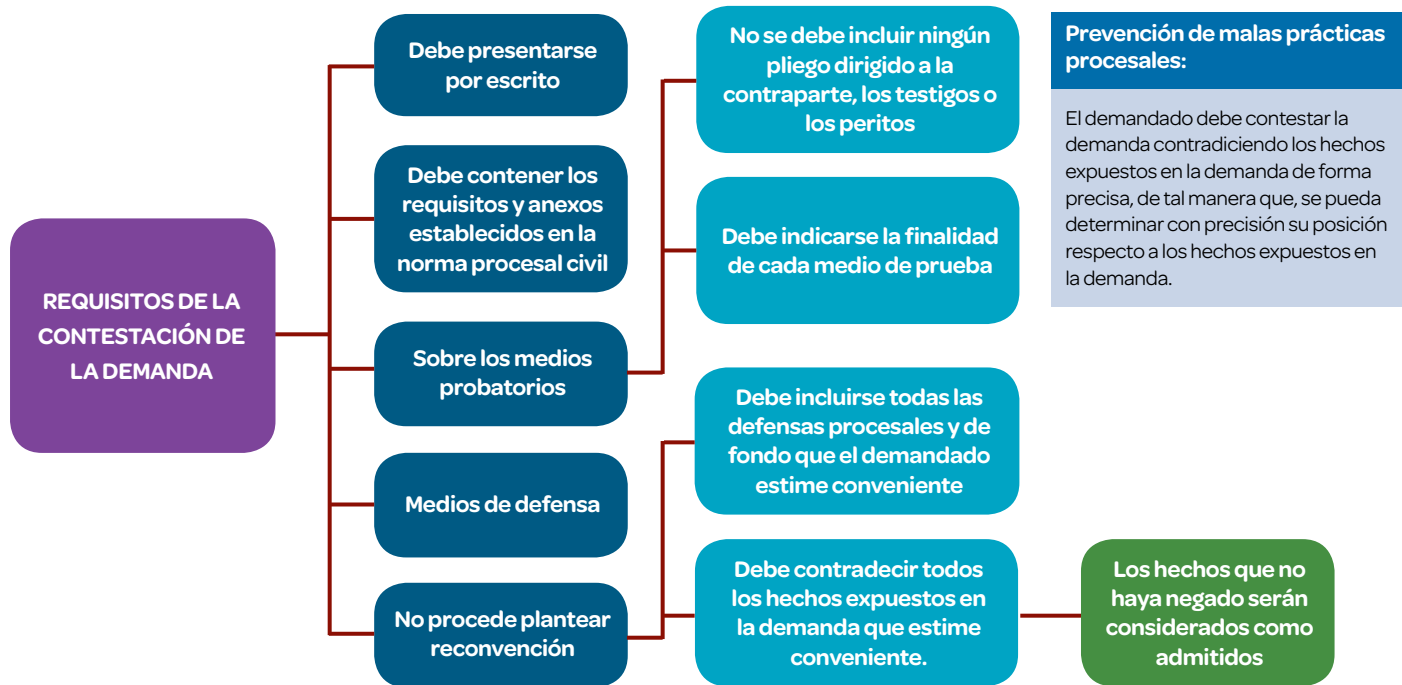 REQUISITOS DE LA
CONTESTACIÓN DE
LA DEMANDA
Debe presentarse
por escrito
Debe contener los
requisitos y anexos
establecidos en la
norma procesal civil
Sobre los medios
probatorios
Medios de defensa
No procede plantear
reconvención
No se debe incluir ningún
pliego dirigido a la
contraparte, los testigos o
los peritos
Debe indicarse la finalidad
de cada medio de prueba
Debe incluirse todas las
defensas procesales y de
fondo que el demandado
estime conveniente
Debe contradecir todos
los hechos expuestos en
la demanda que estime
conveniente.
Los hechos que no
haya negado serán
considerados como
admitidos
Prevención de malas prácticas
procesales:
El demandado debe contestar la
demanda contradiciendo los hechos
expuestos en la demanda de forma
precisa, de tal manera que, se pueda
determinar con precisión su posición
respecto a los hechos expuestos en
la demanda.